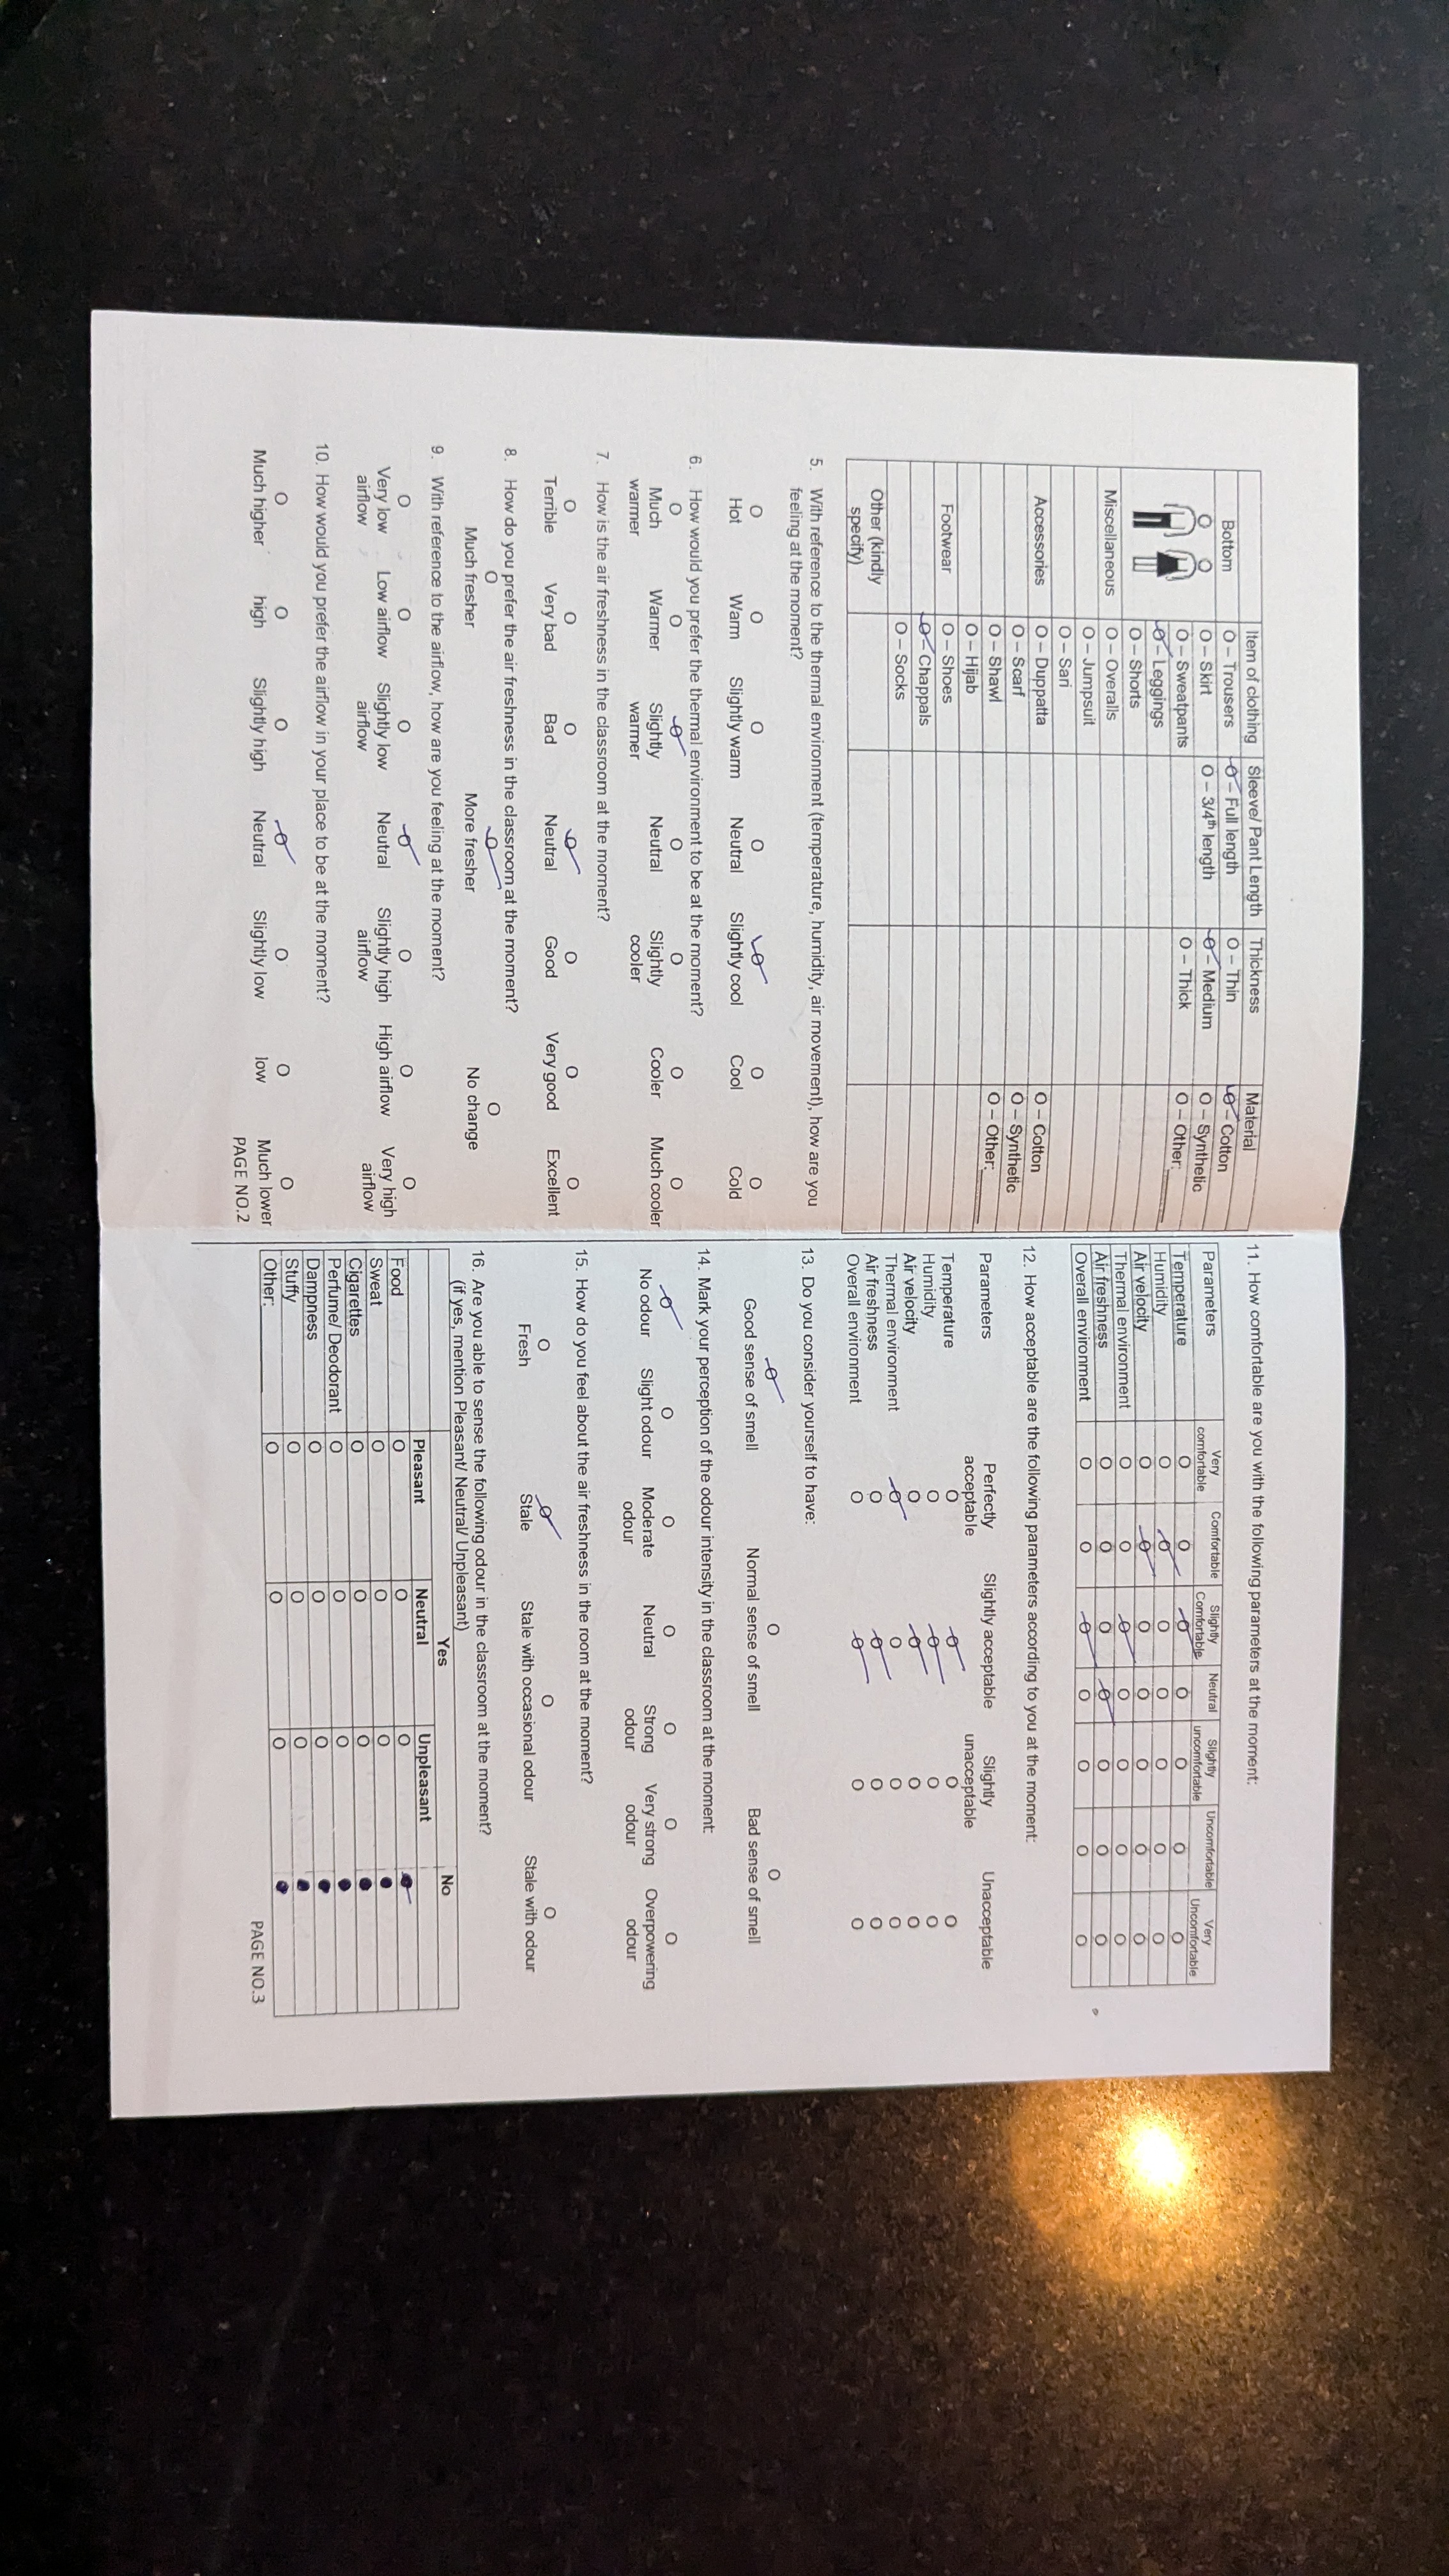 Item of clothing Sleeve/ Pant Length Thickness Material
Bottom O – Trousers O – Full length O – Thin O – Cotton
O – Skirt O – 3/4th length O – Medium O – Synthetic
O – Sweatpants O – Thick O – Other:______
O – Leggings
O – Shorts
Miscellaneous O – Overalls
O – Jumpsuit
O – Sari
Accessories O – Duppatta O – Cotton
O – Scarf O – Synthetic
O – Shawl O – Other:______
O – Hijab
Footwear O – Shoes
O – Chappals
O – Socks
Other (kindly
specify)
5. With reference to the thermal environment (temperature, humidity, air movement), how are you
feeling at the moment?
O O O O O O O
Hot Warm Slightly warm Neutral Slightly cool Cool Cold
6. How would you prefer the thermal environment to be at the moment?
O O O O O O O
Much Warmer Slightly Neutral Slightly Cooler Much cooler
warmer warmer cooler
7. How is the air freshness in the classroom at the moment?
O O O O O O O
Terrible Very bad Bad Neutral Good Very good Excellent
8. How do you prefer the air freshness in the classroom at the moment?
O O O
Much fresher More fresher No change
9. With reference to the airflow, how are you feeling at the moment?
O O O O O O O
Very low Low airflow Slightly low Neutral Slightly high High airflow Very high
airflow airflow airflow airflow
10. How would you prefer the airflow in your place to be at the moment?
O O O O O O O
Much higher high Slightly high Neutral Slightly low low Much lower
PAGE NO.2
11. How comfortable are you with the following parameters at the moment:
Parameters Very comfortable Comfortable Slightly Comfortable Neutral Slightly uncomfortable Uncomfortable Very Uncomfortable
Temperature O O O O O O O
Humidity O O O O O O O
Air velocity O O O O O O O
Thermal environment O O O O O O O
Air freshness O O O O O O O
Overall environment O O O O O O O
12. How acceptable are the following parameters according to you at the moment:
Parameters Perfectly acceptable Slightly acceptable Slightly unacceptable Unacceptable
Temperature O O O O
Humidity O O O O
Air velocity O O O O
Thermal environment O O O O
Air freshness O O O O
Overall environment O O O O
13. Do you consider yourself to have:
O O O
Good sense of smell Normal sense of smell Bad sense of smell
14. Mark your perception of the odour intensity in the classroom at the moment:
O O O O O O O
No odour Slight odour Moderate Neutral Strong Very strong Overpowering
odour odour odour odour
15. How do you feel about the air freshness in the room at the moment?
O O O O
Fresh Stale Stale with occasional odour Stale with odour
16. Are you able to sense the following odour in the classroom at the moment?
(if yes, mention Pleasant/ Neutral/ Unpleasant)
Yes No
Pleasant Neutral Unpleasant
Food O O O
Sweat O O O
Cigarettes O O O
Perfume/ Deodorant O O O
Dampness O O O
Stuffy O O O
Other:______ O O O
PAGE NO.3